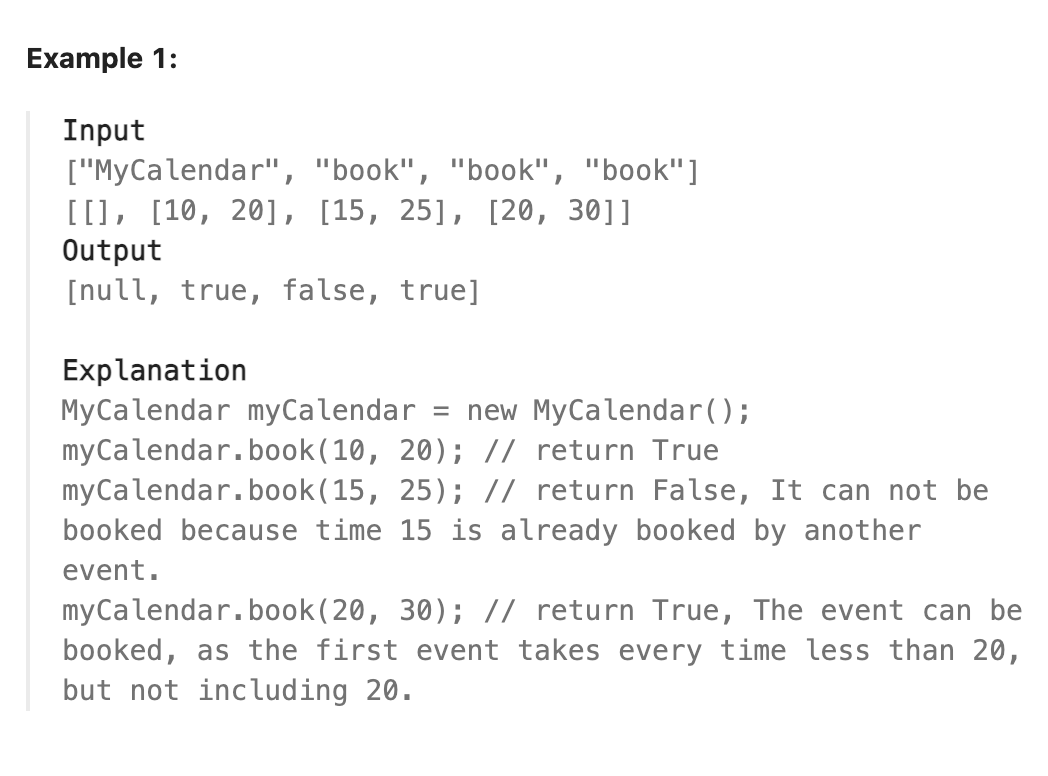 Example 1:
Input
["MyCalendar", "book", "book", "book"]
[[], [10, 20], [15, 25], [20, 30]]
Output
[null, true, false, true]
Explanation
MyCalendar myCalendar = new MyCalendar();
myCalendar.book(10, 20); // return True
myCalendar.book(15, 25); // return False, It can not be
booked because time 15 is already booked by another
event.
myCalendar.book(20, 30); // return True, The event can be
booked, as the first event takes every time less than 20,
but not including 20.